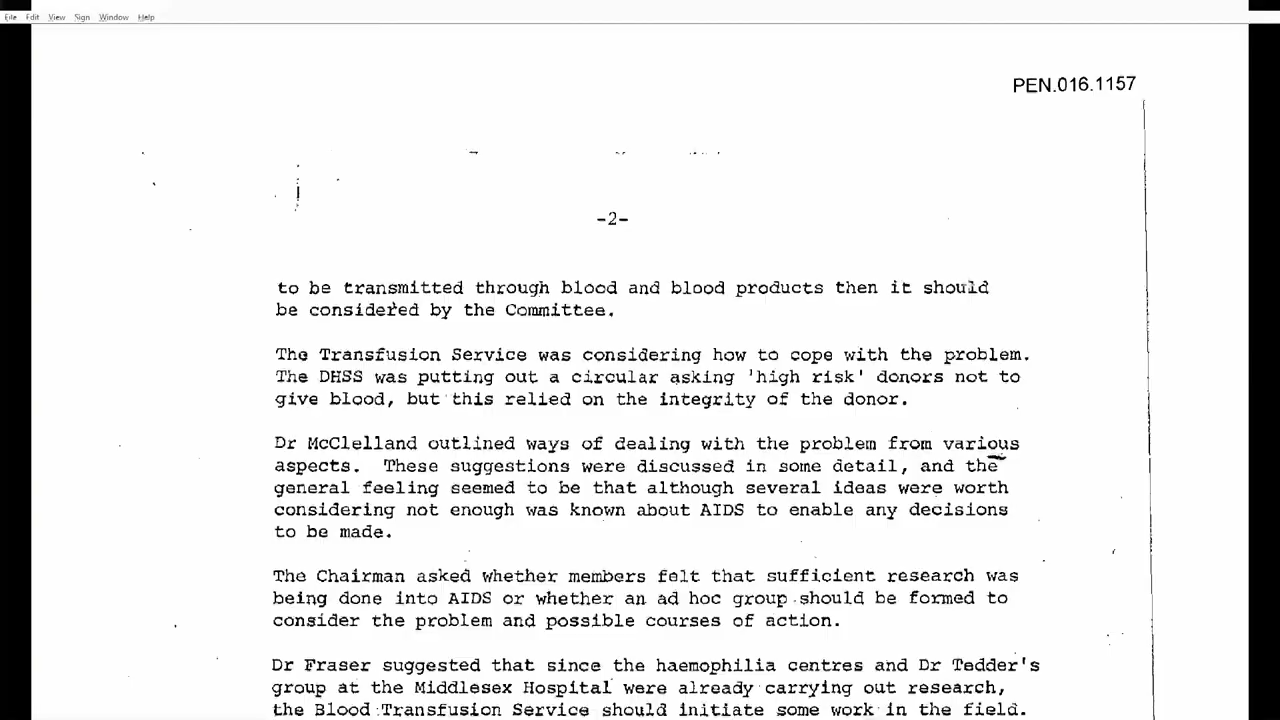 File Edit View Sign Window Help
PEN.016.1157
-2-
to be transmitted through blood and blood products then it should
be considered by the Committee.
The Transfusion Service was considering how to cope with the problem.
The DHSS was putting out a circular asking 'high risk' donors not to
give blood, but this relied on the integrity of the donor.
Dr McClelland outlined ways of dealing with the problem from various
aspects. These suggestions were discussed in some detail, and the
general feeling seemed to be that although several ideas were worth
considering not enough was known about AIDS to enable any decisions
to be made.
The Chairman asked whether members felt that sufficient research was
being done into AIDS or whether an ad hoc group should be formed to
consider the problem and possible courses of action.
Dr Fraser suggested that since the haemophilia centres and Dr Tedder's
group at the Middlesex Hospital were already carrying out research,
the Blood Transfusion Service should initiate some work in the field.